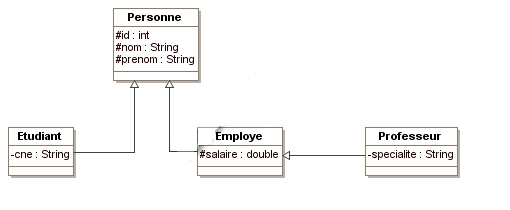 Personne
#id : int
#nom : String
#prenom : String
Etudiant
-cne : String
Employe
#salaire : double
Professeur
-specialite : String